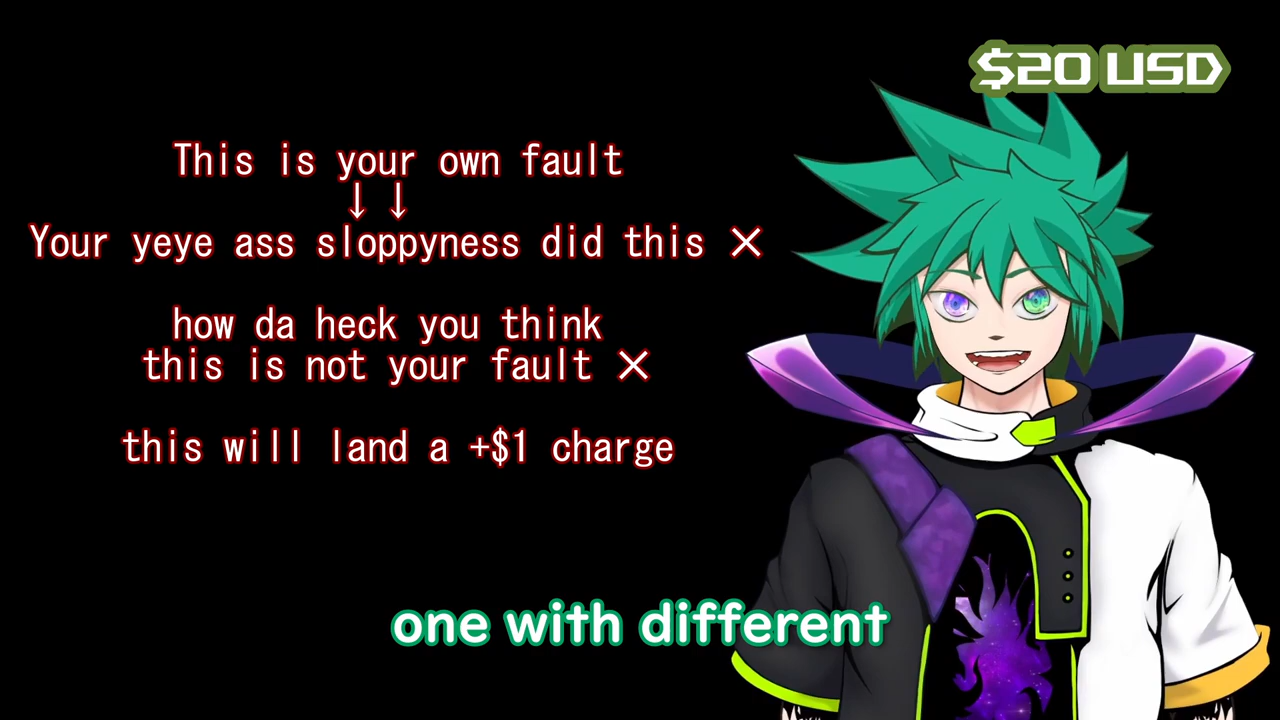 $20 USD
This is your own fault
↓ ↓
Your yeye ass sloppyness did this ×
how da heck you think
this is not your fault ×
this will land a +$1 charge
one with different